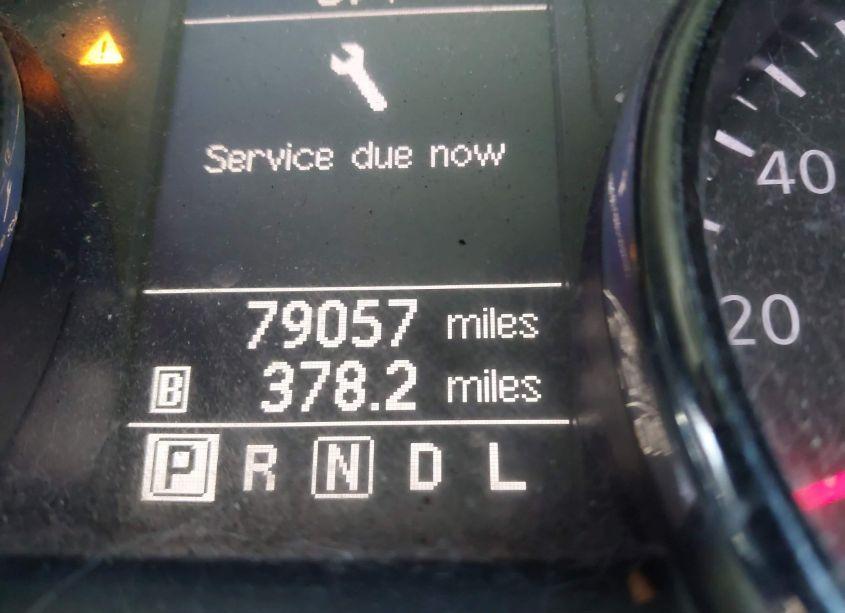 Service due now
40
79057 miles
20
B 378.2 miles
P R N D L